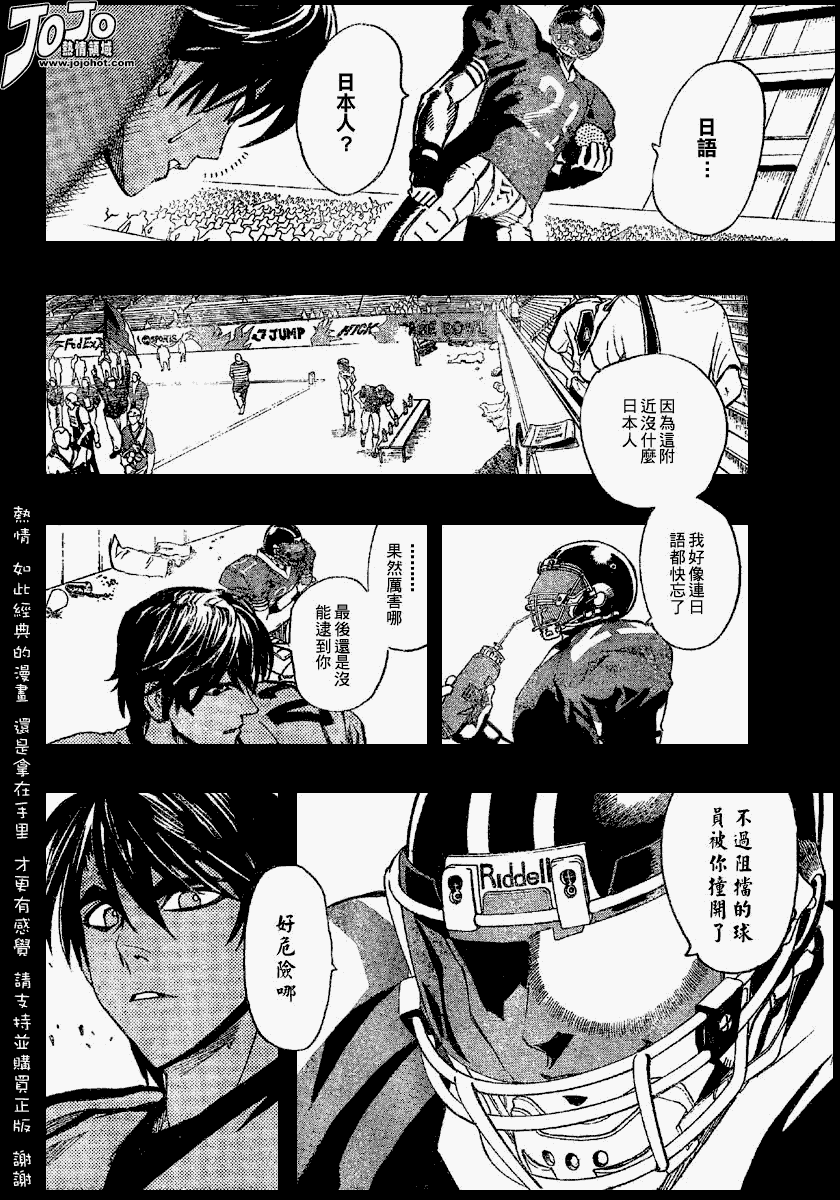 JOJO
熱情領域
www.jojohot.com
日語…
日本人？
21
FedEx
SPORTS
JUMP
HIGH
BOWL
因為這附
近沒什麼
日本人
我好像連日
語都快忘了
………
果然厲害哪
最後還是沒
能逮到你
不過阻擋的球
員被你撞開了
Riddell
好危險哪
熱情 如此經典的漫畫 還是拿在手里 才更有感覺 請支持並購買正版 謝謝